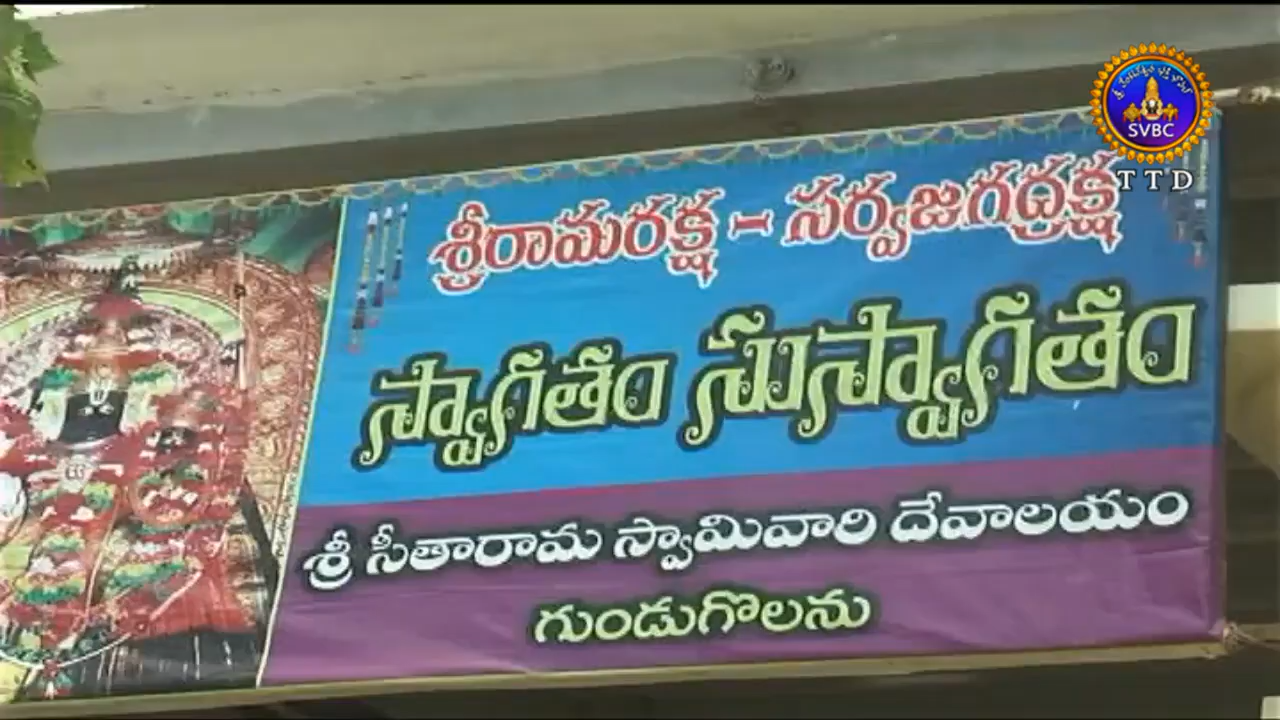 శ్రీరామరక్ష - సర్వజగద్రక్ష
స్వాగతం సుస్వాగతం
శ్రీ సీతారామ స్వామివారి దేవాలయం
గుండుగొలను
SVBC
TTD